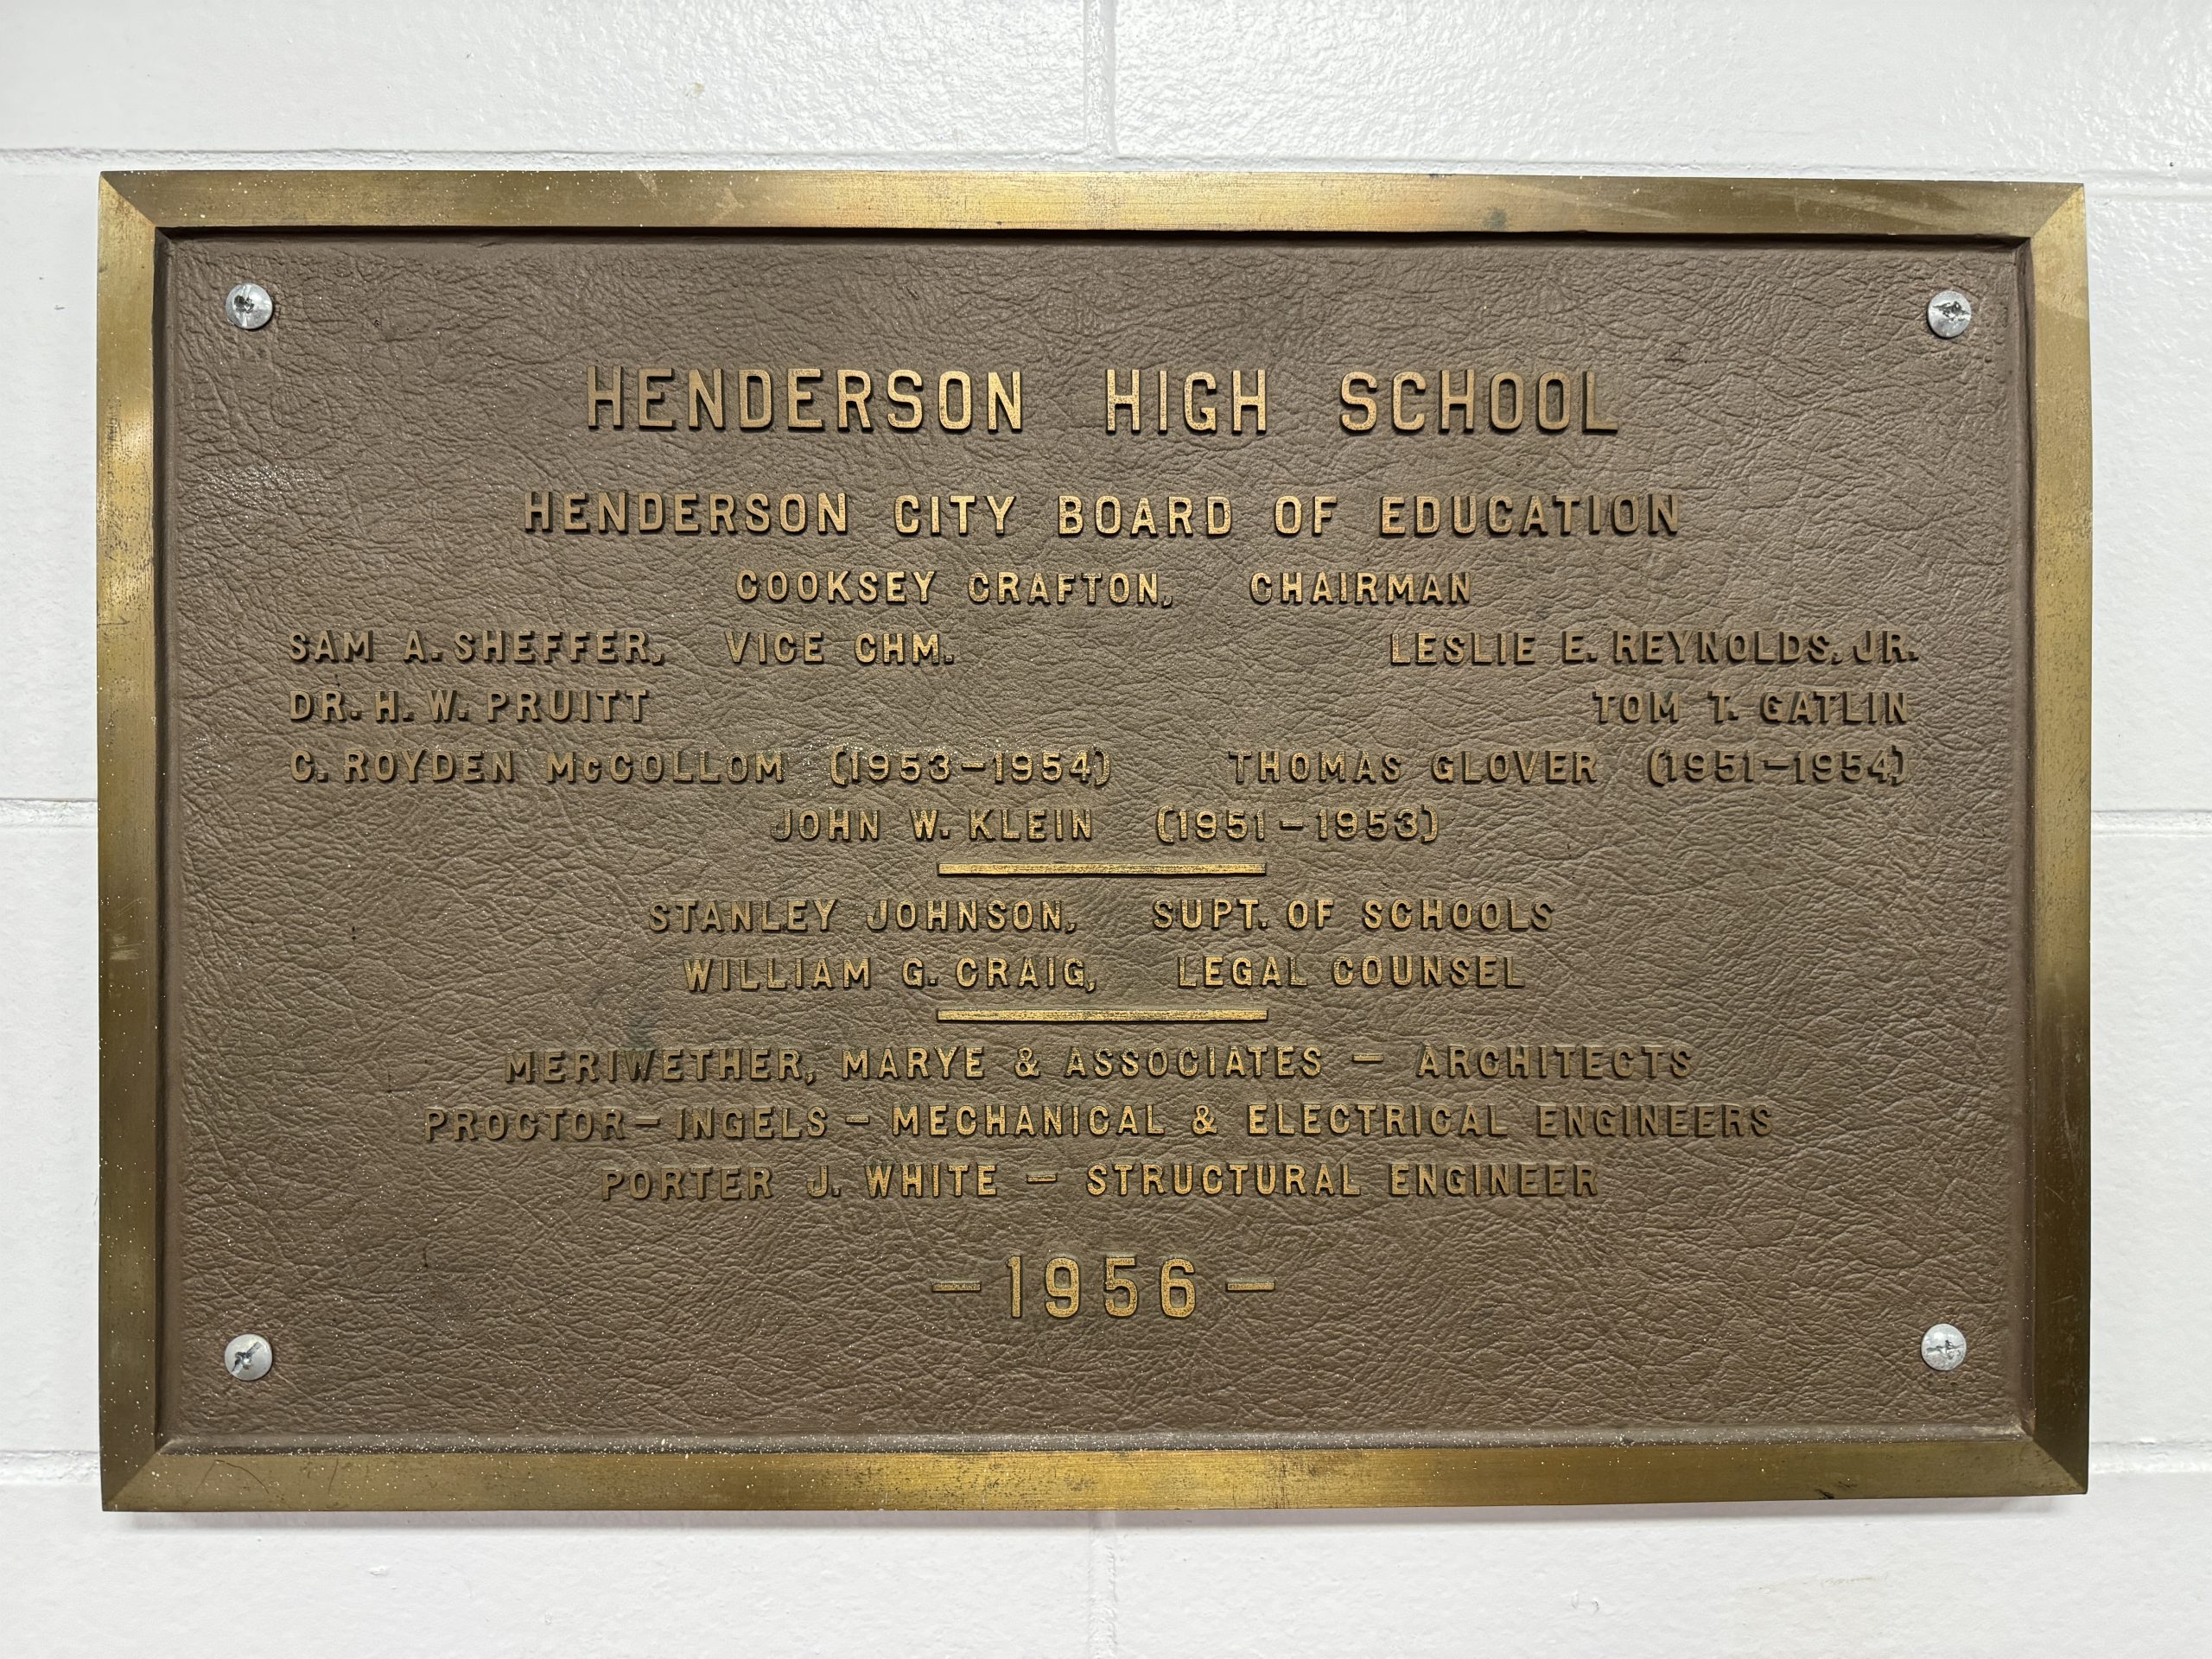 HENDERSON HIGH SCHOOL
HENDERSON CITY BOARD OF EDUCATION
COOKSEY CRAFTON, CHAIRMAN
SAM A. SHEFFER, VICE CHM. LESLIE E. REYNOLDS, JR.
DR. H. W. PRUITT TOM T. GATLIN
C. ROYDEN McCOLLOM (1953-1954) THOMAS GLOVER (1951-1954)
JOHN W. KLEIN (1951-1953)
STANLEY JOHNSON, SUPT. OF SCHOOLS
WILLIAM G. CRAIG, LEGAL COUNSEL
MERIWETHER, MARYE & ASSOCIATES — ARCHITECTS
PROCTOR-INGELS - MECHANICAL & ELECTRICAL ENGINEERS
PORTER J. WHITE — STRUCTURAL ENGINEER
—1956—